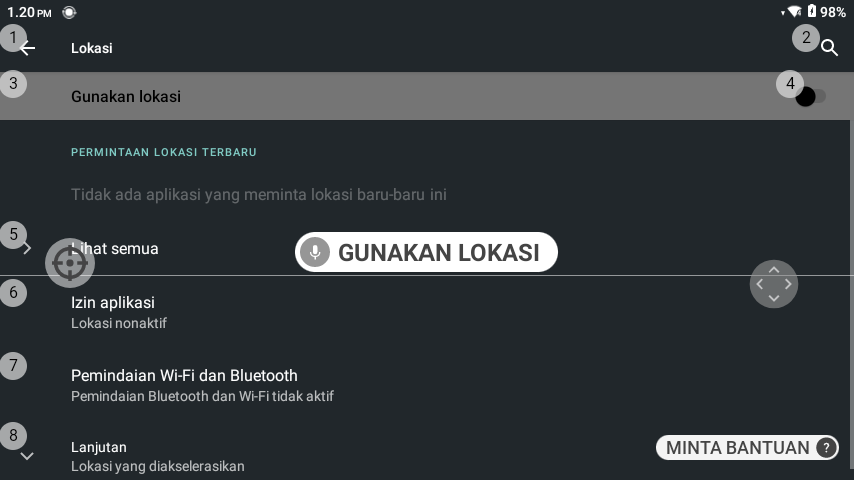 1.20 PM 98%
1 Lokasi 2
3 Gunakan lokasi 4
PERMINTAAN LOKASI TERBARU
Tidak ada aplikasi yang meminta lokasi baru-baru ini
5 Lihat semua
GUNAKAN LOKASI
6 Izin aplikasi
Lokasi nonaktif
7 Pemindaian Wi-Fi dan Bluetooth
Pemindaian Bluetooth dan Wi-Fi tidak aktif
8 Lanjutan
MINTA BANTUAN ?
Lokasi yang diakselerasikan